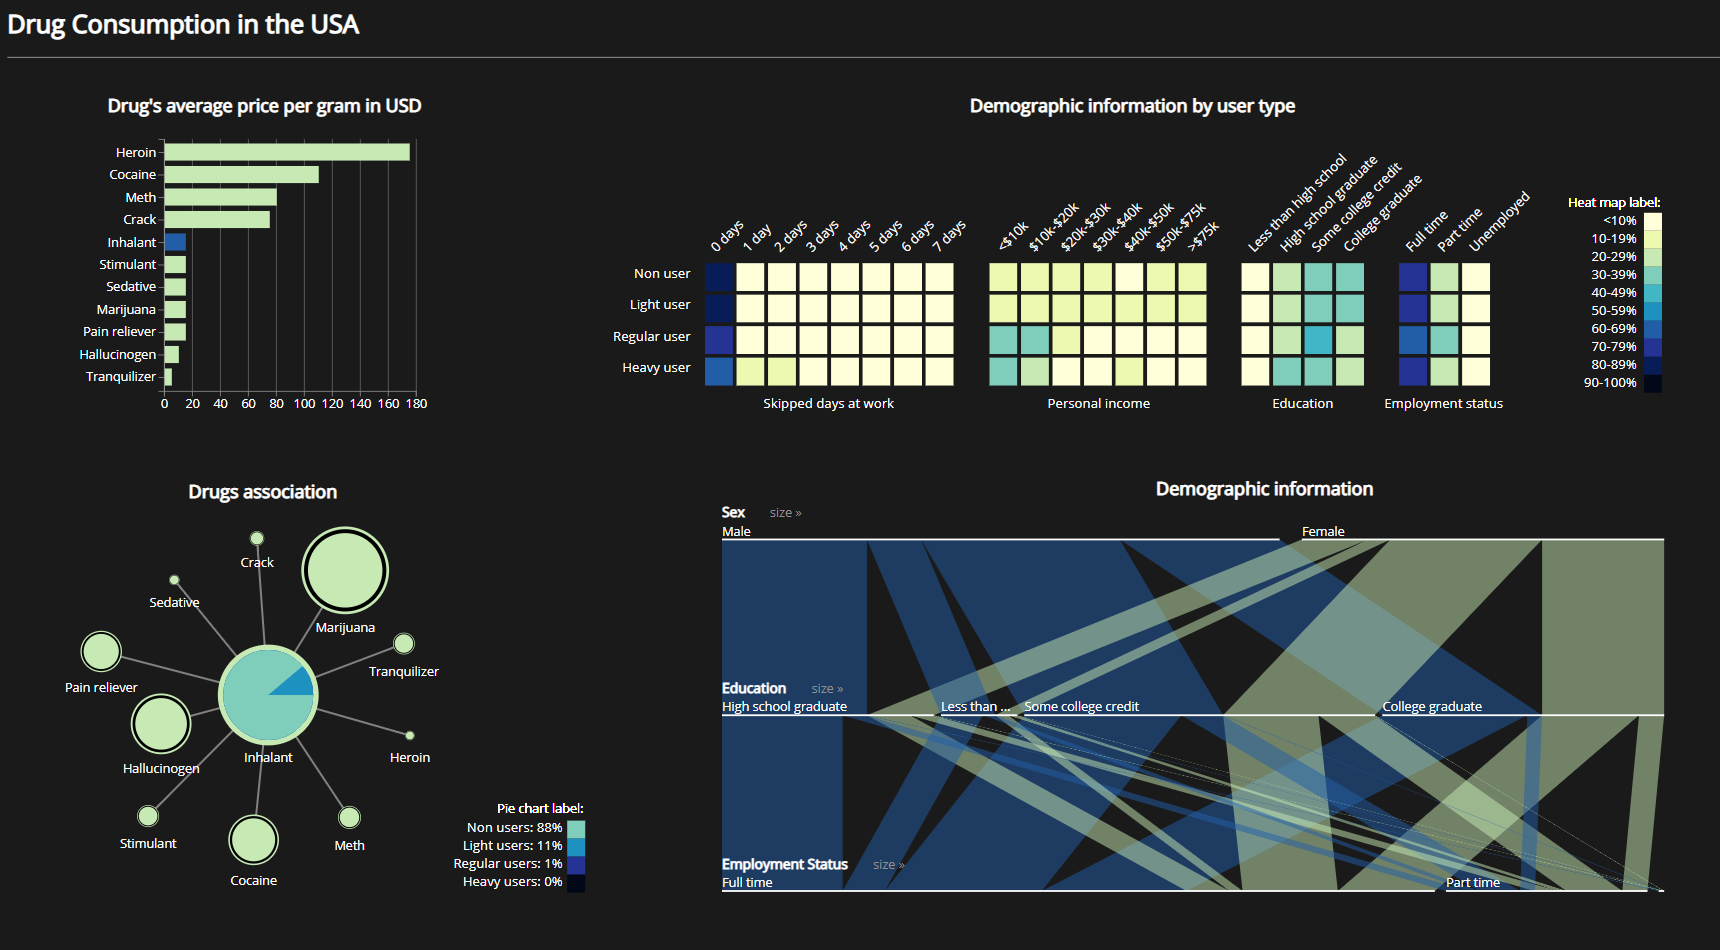 Drug Consumption in the USA
Drug's average price per gram in USD
Heroin
Cocaine
Meth
Crack
Inhalant
Stimulant
Sedative
Marijuana
Pain reliever
Hallucinogen
Tranquilizer
0 20 40 60 80 100 120 140 160 180
Demographic information by user type
0 days 1 day 2 days 3 days 4 days 5 days 6 days 7 days
<$10k $10k-$20k $20k-$30k $30k-$40k $40k-$50k $50k-$75k >$75k
Less than high school High school graduate Some college credit College graduate
Full time Part time Unemployed
Non user
Light user
Regular user
Heavy user
Skipped days at work Personal income Education Employment status
Heat map label:
<10%
10-19%
20-29%
30-39%
40-49%
50-59%
60-69%
70-79%
80-89%
90-100%
Drugs association
Crack
Sedative
Marijuana
Tranquilizer
Pain reliever
Heroin
Inhalant
Hallucinogen
Stimulant
Meth
Cocaine
Pie chart label:
Non users: 88%
Light users: 11%
Regular users: 1%
Heavy users: 0%
Demographic information
Sex size »
Male Female
Education size »
High school graduate Less than ... Some college credit College graduate
Employment Status size »
Full time Part time